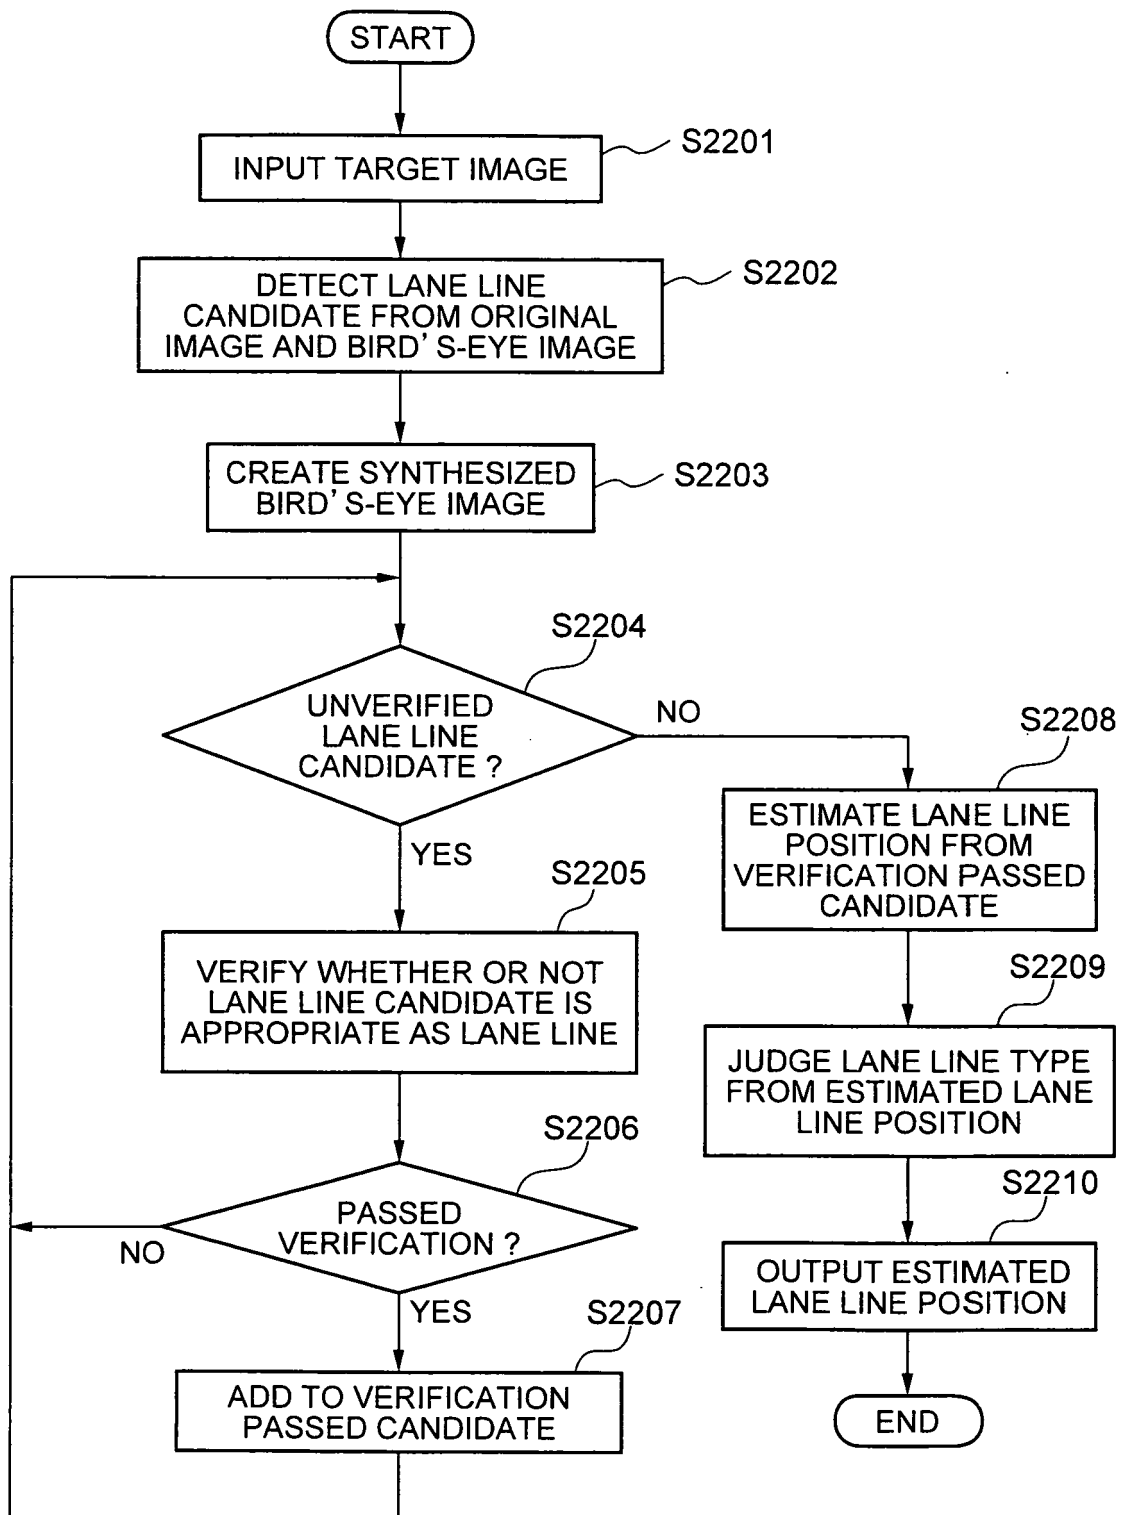 START
INPUT TARGET IMAGE
S2201
DETECT LANE LINE
CANDIDATE FROM ORIGINAL
IMAGE AND BIRD'S-EYE IMAGE
S2202
CREATE SYNTHESIZED
BIRD'S-EYE IMAGE
S2203
S2204
UNVERIFIED
LANE LINE
CANDIDATE ?
NO
YES
S2205
VERIFY WHETHER OR NOT
LANE LINE CANDIDATE IS
APPROPRIATE AS LANE LINE
S2206
PASSED
VERIFICATION ?
NO
YES
S2207
ADD TO VERIFICATION
PASSED CANDIDATE
S2208
ESTIMATE LANE LINE
POSITION FROM
VERIFICATION PASSED
CANDIDATE
S2209
JUDGE LANE LINE TYPE
FROM ESTIMATED LANE
LINE POSITION
S2210
OUTPUT ESTIMATED
LANE LINE POSITION
END